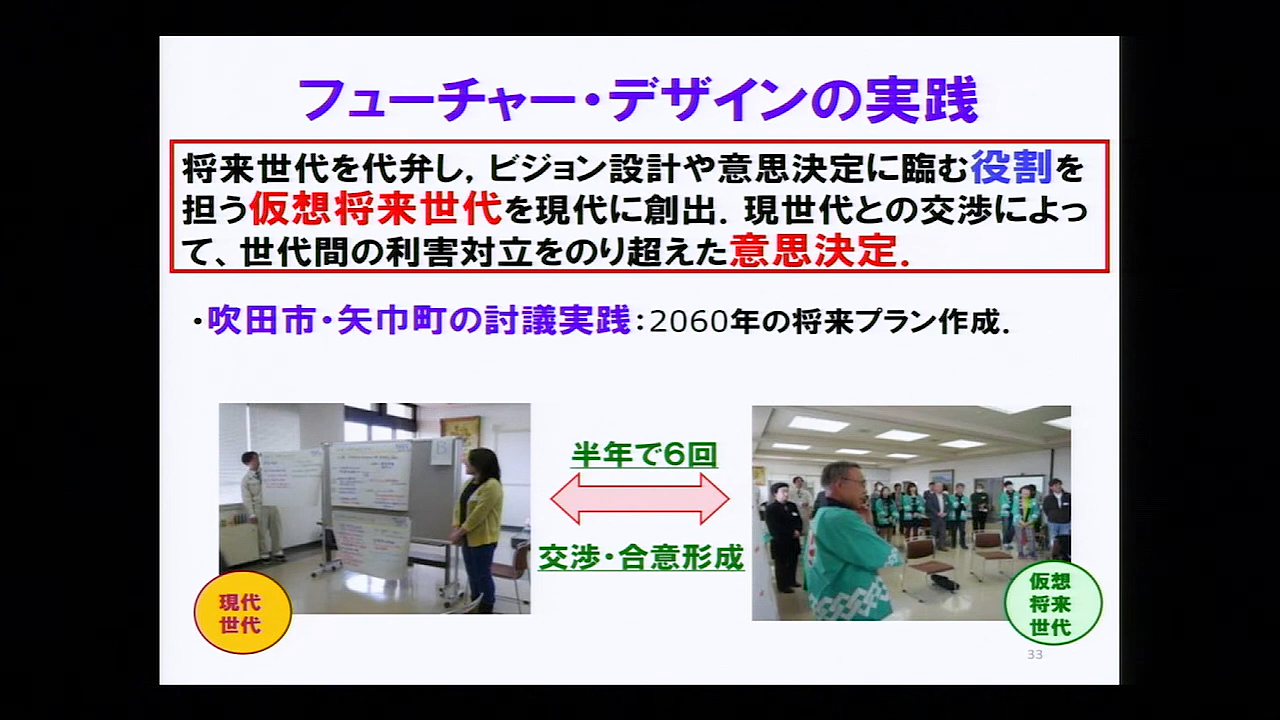 フューチャー・デザインの実践
将来世代を代弁し，ビジョン設計や意思決定に臨む役割を
担う仮想将来世代を現代に創出．現世代との交渉によっ
て、世代間の利害対立をのり超えた意思決定．
・吹田市・矢巾町の討議実践：2060年の将来プラン作成．
半年で６回
交渉・合意形成
現代
世代
仮想
将来
世代
33